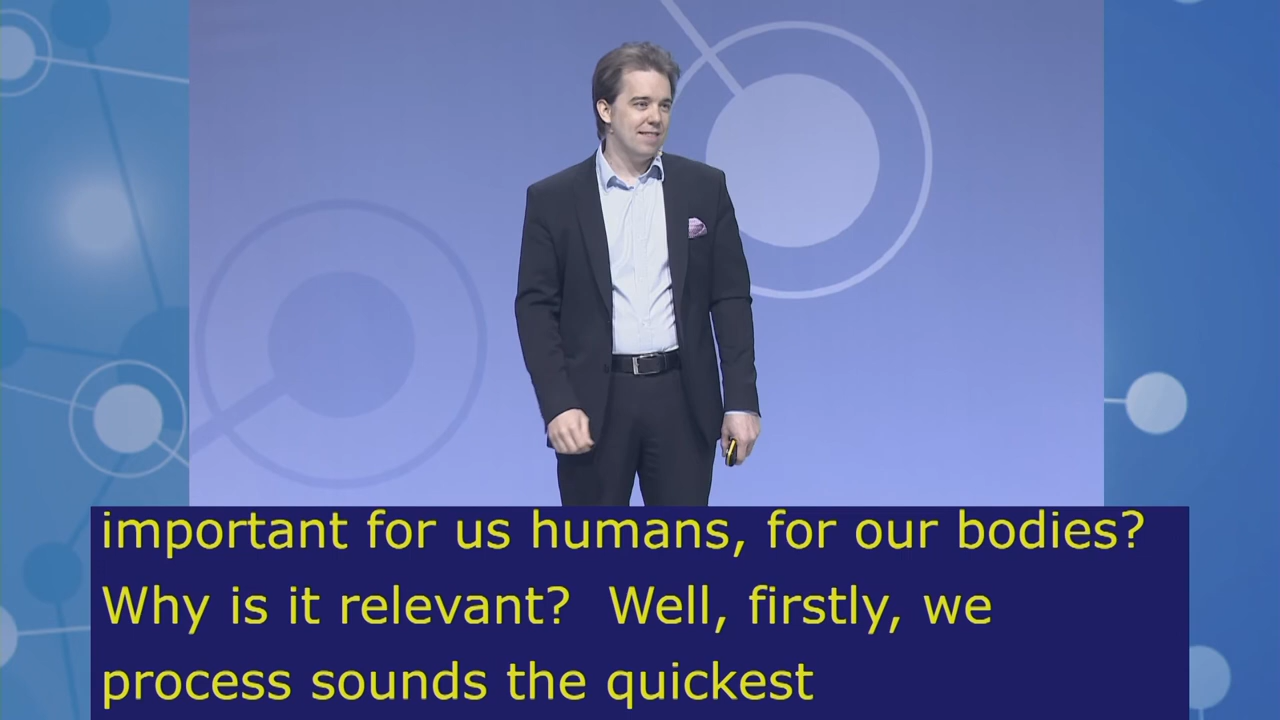 important for us humans, for our bodies?
Why is it relevant?  Well, firstly, we
process sounds the quickest